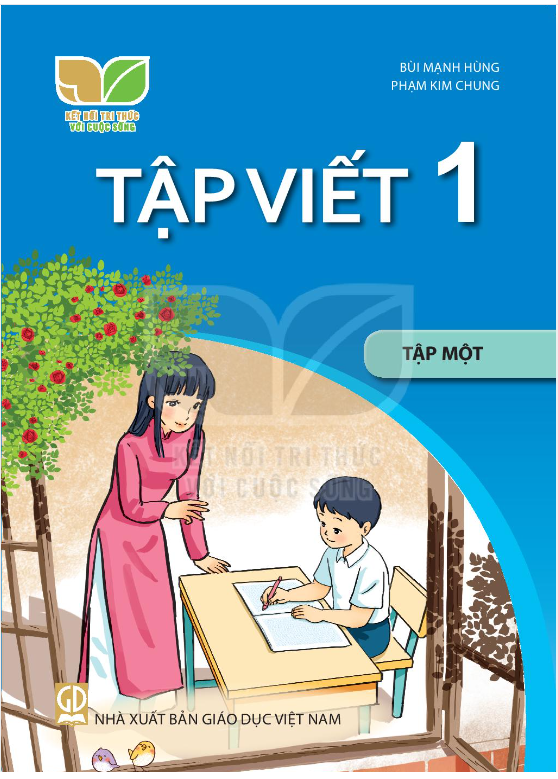 BÙI MẠNH HÙNG
PHẠM KIM CHUNG
KẾT NỐI TRI THỨC
VỚI CUỘC SỐNG
TẬP VIẾT 1
TẬP MỘT
KẾT NỐI TRI THỨC
VỚI CUỘC SỐNG
GD
NHÀ XUẤT BẢN GIÁO DỤC VIỆT NAM